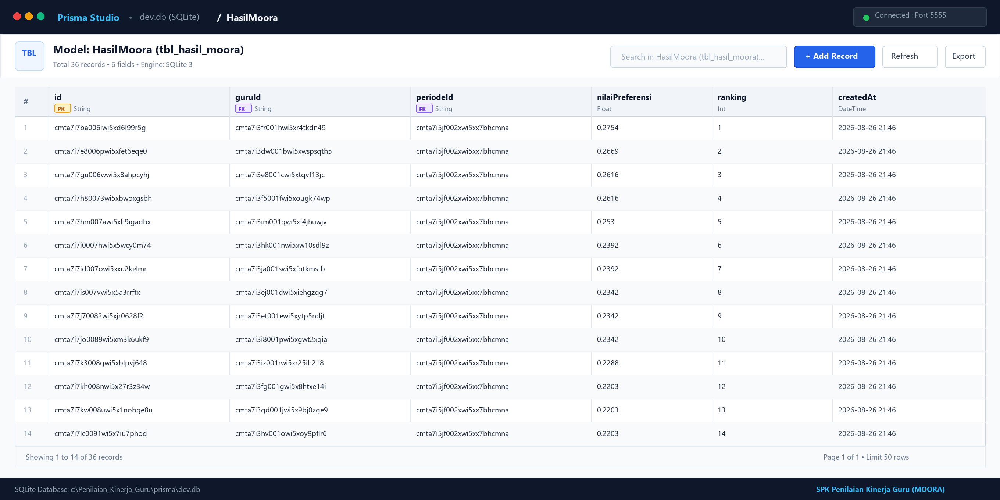 Prisma Studio • dev.db (SQLite) / HasilMoora Connected : Port 5555
TBL
Model: HasilMoora (tbl_hasil_moora)
Total 36 records • 6 fields • Engine: SQLite 3
Search in HasilMoora (tbl_hasil_moora)... + Add Record Refresh Export
# id guruId periodeId nilaiPreferensi ranking createdAt
PK String FK String FK String Float Int DateTime
1 cmta7i7ba006iwi5xd6l99r5g cmta7i3fr001hwi5xr4tkdn49 cmta7i5jf002xwi5xx7bhcmna 0.2754 1 2026-08-26 21:46
2 cmta7i7e8006pwi5xfet6eqe0 cmta7i3dw001bwi5xwspsqth5 cmta7i5jf002xwi5xx7bhcmna 0.2669 2 2026-08-26 21:46
3 cmta7i7gu006wwi5x8ahpcyhj cmta7i3e8001cwi5xtqvf13jc cmta7i5jf002xwi5xx7bhcmna 0.2616 3 2026-08-26 21:46
4 cmta7i7h80073wi5xbwoxgsbh cmta7i3f5001fwi5xougk74wp cmta7i5jf002xwi5xx7bhcmna 0.2616 4 2026-08-26 21:46
5 cmta7i7hm007awi5xh9igadbx cmta7i3im001qwi5xf4jhuwjv cmta7i5jf002xwi5xx7bhcmna 0.253 5 2026-08-26 21:46
6 cmta7i7i0007hwi5x5wcy0m74 cmta7i3hk001nwi5xw10sdl9z cmta7i5jf002xwi5xx7bhcmna 0.2392 6 2026-08-26 21:46
7 cmta7i7id007owi5xxu2kelmr cmta7i3ja001swi5xfotkmstb cmta7i5jf002xwi5xx7bhcmna 0.2392 7 2026-08-26 21:46
8 cmta7i7is007vwi5x5a3rrftx cmta7i3ej001dwi5xiehgzqg7 cmta7i5jf002xwi5xx7bhcmna 0.2342 8 2026-08-26 21:46
9 cmta7i7j70082wi5xjr0628f2 cmta7i3et001ewi5xytp5ndjt cmta7i5jf002xwi5xx7bhcmna 0.2342 9 2026-08-26 21:46
10 cmta7i7jo0089wi5xm3k6ukf9 cmta7i3i8001pwi5xgwt2xqia cmta7i5jf002xwi5xx7bhcmna 0.2342 10 2026-08-26 21:46
11 cmta7i7k3008gwi5xblpvj648 cmta7i3iz001rwi5xr25ih218 cmta7i5jf002xwi5xx7bhcmna 0.2288 11 2026-08-26 21:46
12 cmta7i7kh008nwi5x27r3z34w cmta7i3fg001gwi5x8htxe14i cmta7i5jf002xwi5xx7bhcmna 0.2203 12 2026-08-26 21:46
13 cmta7i7kw008uwi5x1nobge8u cmta7i3gd001jwi5x9bj0zge9 cmta7i5jf002xwi5xx7bhcmna 0.2203 13 2026-08-26 21:46
14 cmta7i7lc0091wi5x7iu7phod cmta7i3hv001owi5xoy9pflr6 cmta7i5jf002xwi5xx7bhcmna 0.2203 14 2026-08-26 21:46
Showing 1 to 14 of 36 records Page 1 of 1 • Limit 50 rows
SQLite Database: c:\Penilaian_Kinerja_Guru\prisma\dev.db SPK Penilaian Kinerja Guru (MOORA)